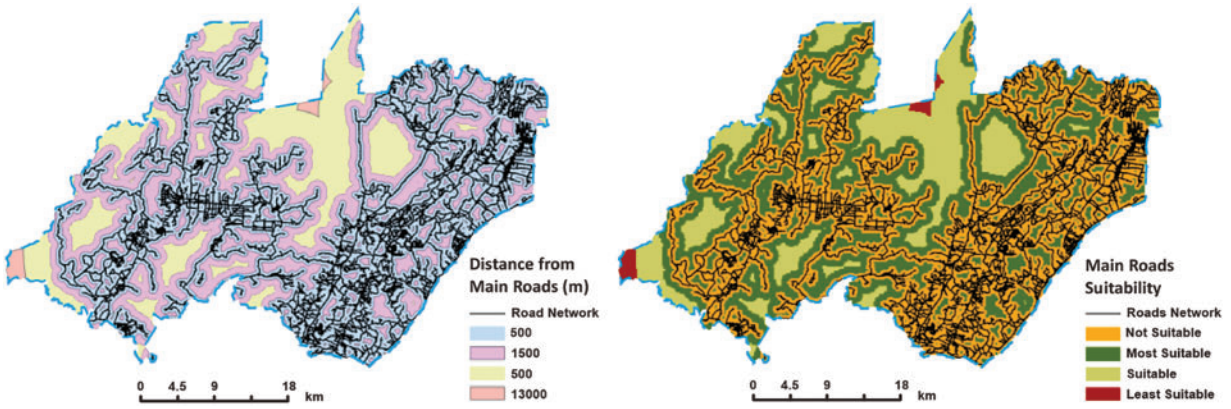 Distance from
Main Roads (m)
Road Network
500
1500
500
13000
0 4.5 9 18
km
Main Roads
Suitability
Roads Network
Not Suitable
Most Suitable
Suitable
Least Suitable
0 4.5 9 18
km